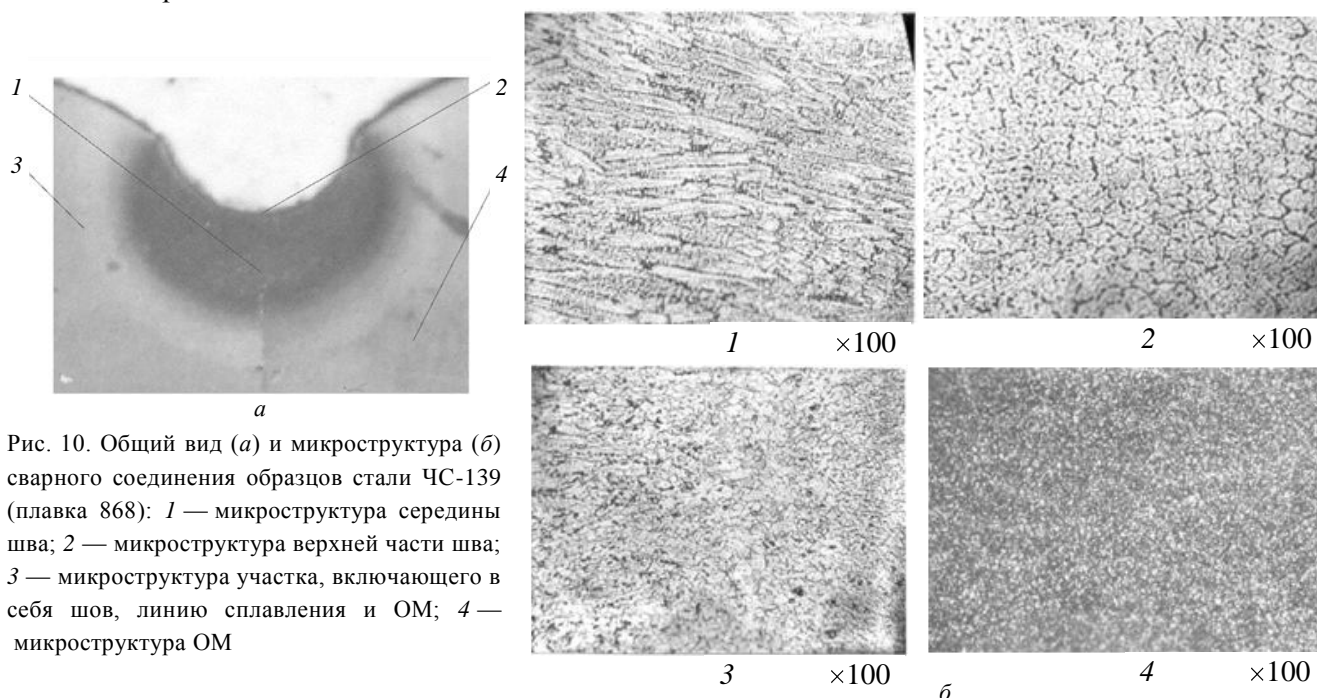 1
2
3
4
а
Рис. 10. Общий вид (а) и микроструктура (б)
сварного соединения образцов стали ЧС-139
(плавка 868): 1 — микроструктура середины
шва; 2 — микроструктура верхней части шва;
3 — микроструктура участка, включающего в
себя шов, линию сплавления и ОМ; 4 —
микроструктура ОМ
1 ×100
2 ×100
3 ×100
4 ×100
б